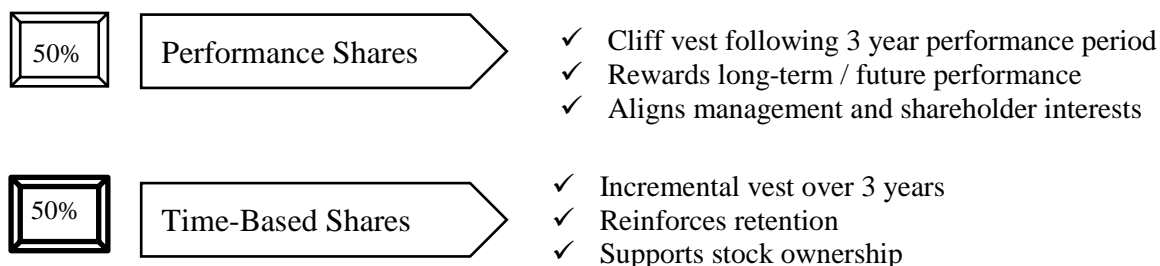 50%
Performance Shares
✓ Cliff vest following 3 year performance period
✓ Rewards long-term / future performance
✓ Aligns management and shareholder interests
50%
Time-Based Shares
✓ Incremental vest over 3 years
✓ Reinforces retention
✓ Supports stock ownership